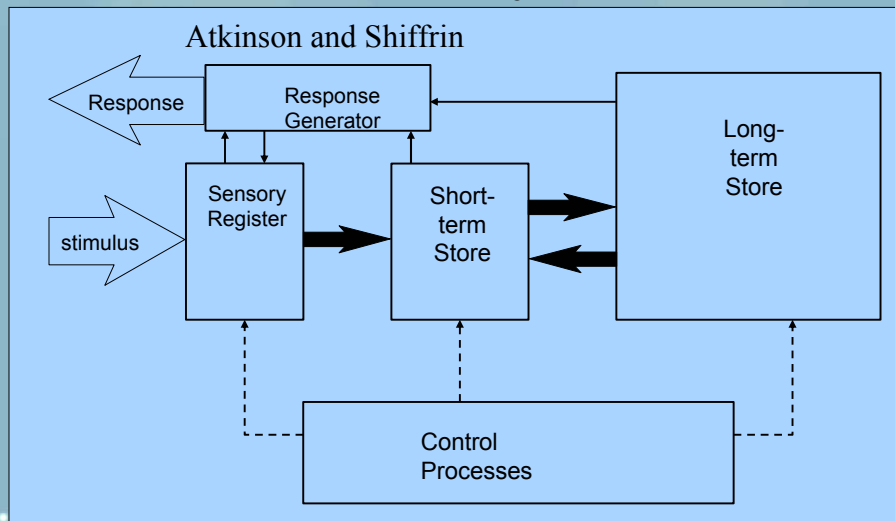 Atkinson and Shiffrin
Response
Response
Generator
Long-
term
Store
Sensory
Register
Short-
term
Store
stimulus
Control
Processes